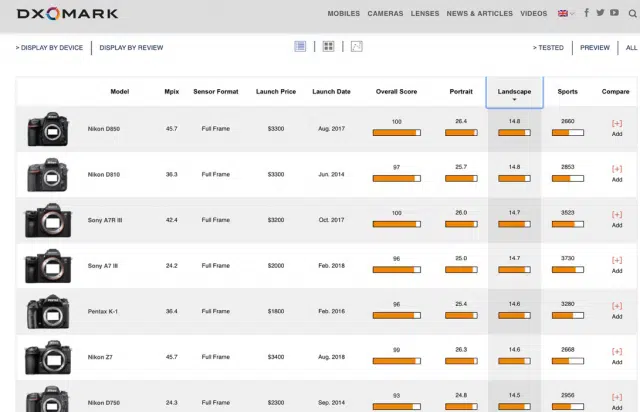 DXOMARK
MOBILES CAMERAS LENSES NEWS & ARTICLES VIDEOS
> DISPLAY BY DEVICE DISPLAY BY REVIEW > TESTED PREVIEW ALL
Model Mpix Sensor Format Launch Price Launch Date Overall Score Portrait Landscape Sports Compare
Nikon D850 45.7 Full Frame $3300 Aug. 2017 100 26.4 14.8 2660 [+] Add
Nikon D810 36.3 Full Frame $3300 Jun. 2014 97 25.7 14.8 2853 [+] Add
Sony A7R III 42.4 Full Frame $3200 Oct. 2017 100 26.0 14.7 3523 [+] Add
Sony A7 III 24.2 Full Frame $2000 Feb. 2018 96 25.0 14.7 3730 [+] Add
Pentax K-1 36.4 Full Frame $1800 Feb. 2016 96 25.4 14.6 3280 [+] Add
Nikon Z7 45.7 Full Frame $3400 Aug. 2018 99 26.3 14.6 2668 [+] Add
Nikon D750 24.3 Full Frame $2300 Sep. 2014 93 24.8 14.5 2956 [+] Add